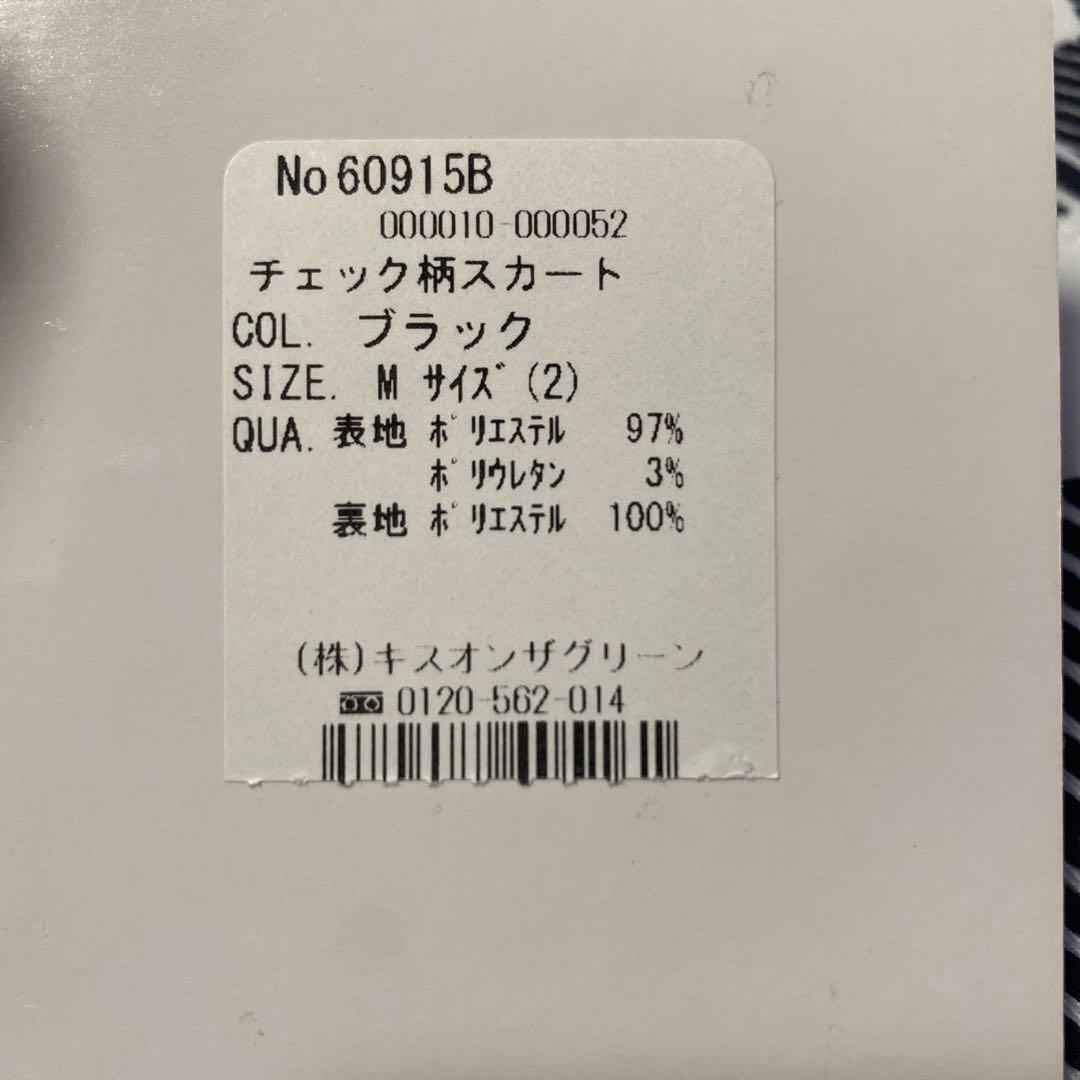 No 60915B
000010-000052
チェック柄スカート
COL. ブラック
SIZE. M ｻｲｽﾞ(2)
QUA. 表地 ﾎﾟﾘｴｽﾃﾙ 97%
ﾎﾟﾘｳﾚﾀﾝ 3%
裏地 ﾎﾟﾘｴｽﾃﾙ 100%
(株)キスオンザグリーン
0120-562-014